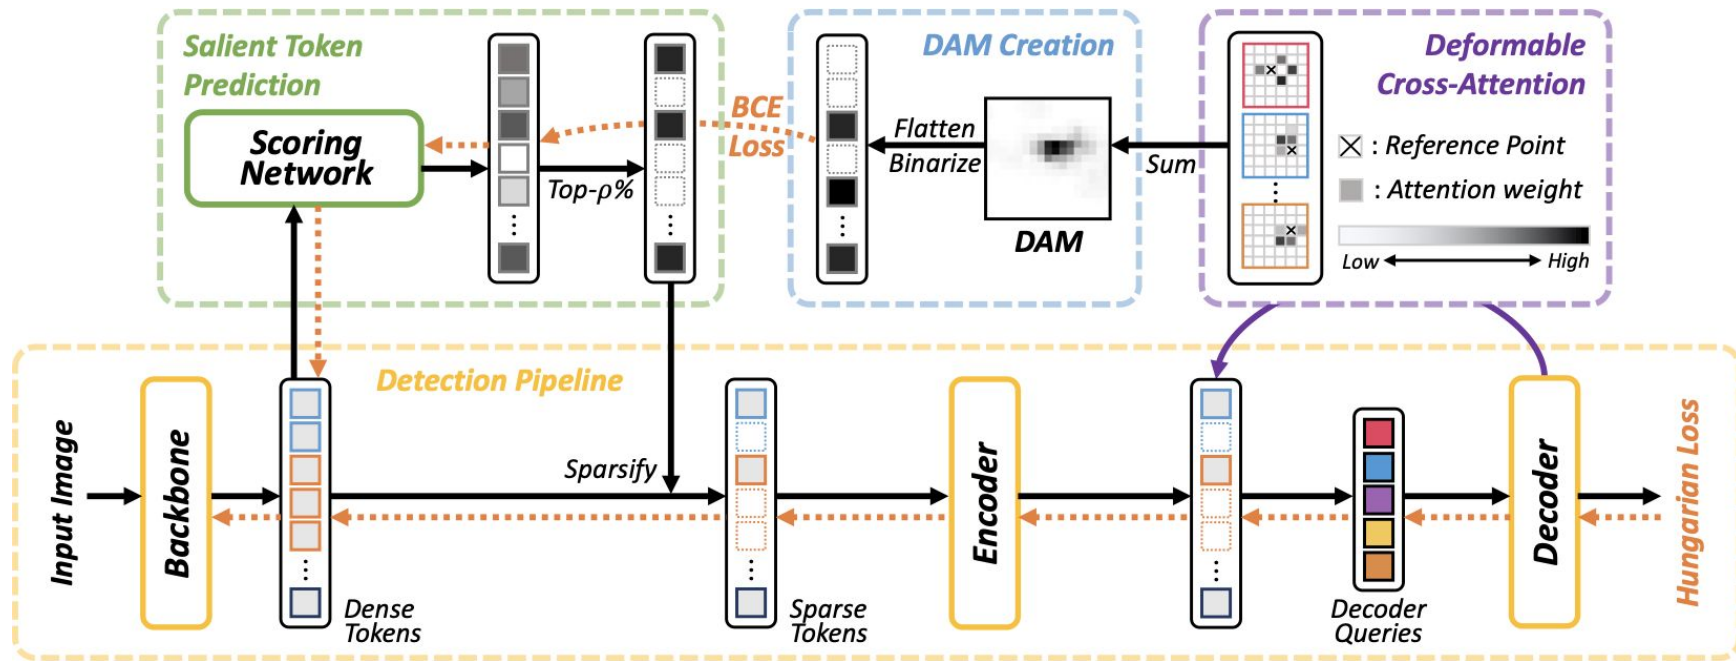 Salient Token
Prediction
Scoring
Network
Top-ρ%
BCE
Loss
DAM Creation
Flatten
Binarize
DAM
Sum
Deformable
Cross-Attention
: Reference Point
: Attention weight
Low
High
Detection Pipeline
Input Image
Backbone
Dense
Tokens
Sparsify
Sparse
Tokens
Encoder
Decoder
Queries
Decoder
Hungarian Loss